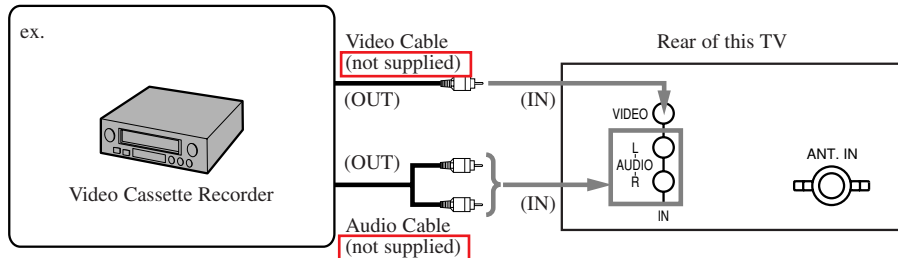 ex.
Video Cable
(not supplied)
Rear of this TV
(OUT)
(IN)
VIDEO
L
AUDIO
R
ANT. IN
(OUT)
Video Cassette Recorder
(IN)
IN
Audio Cable
(not supplied)